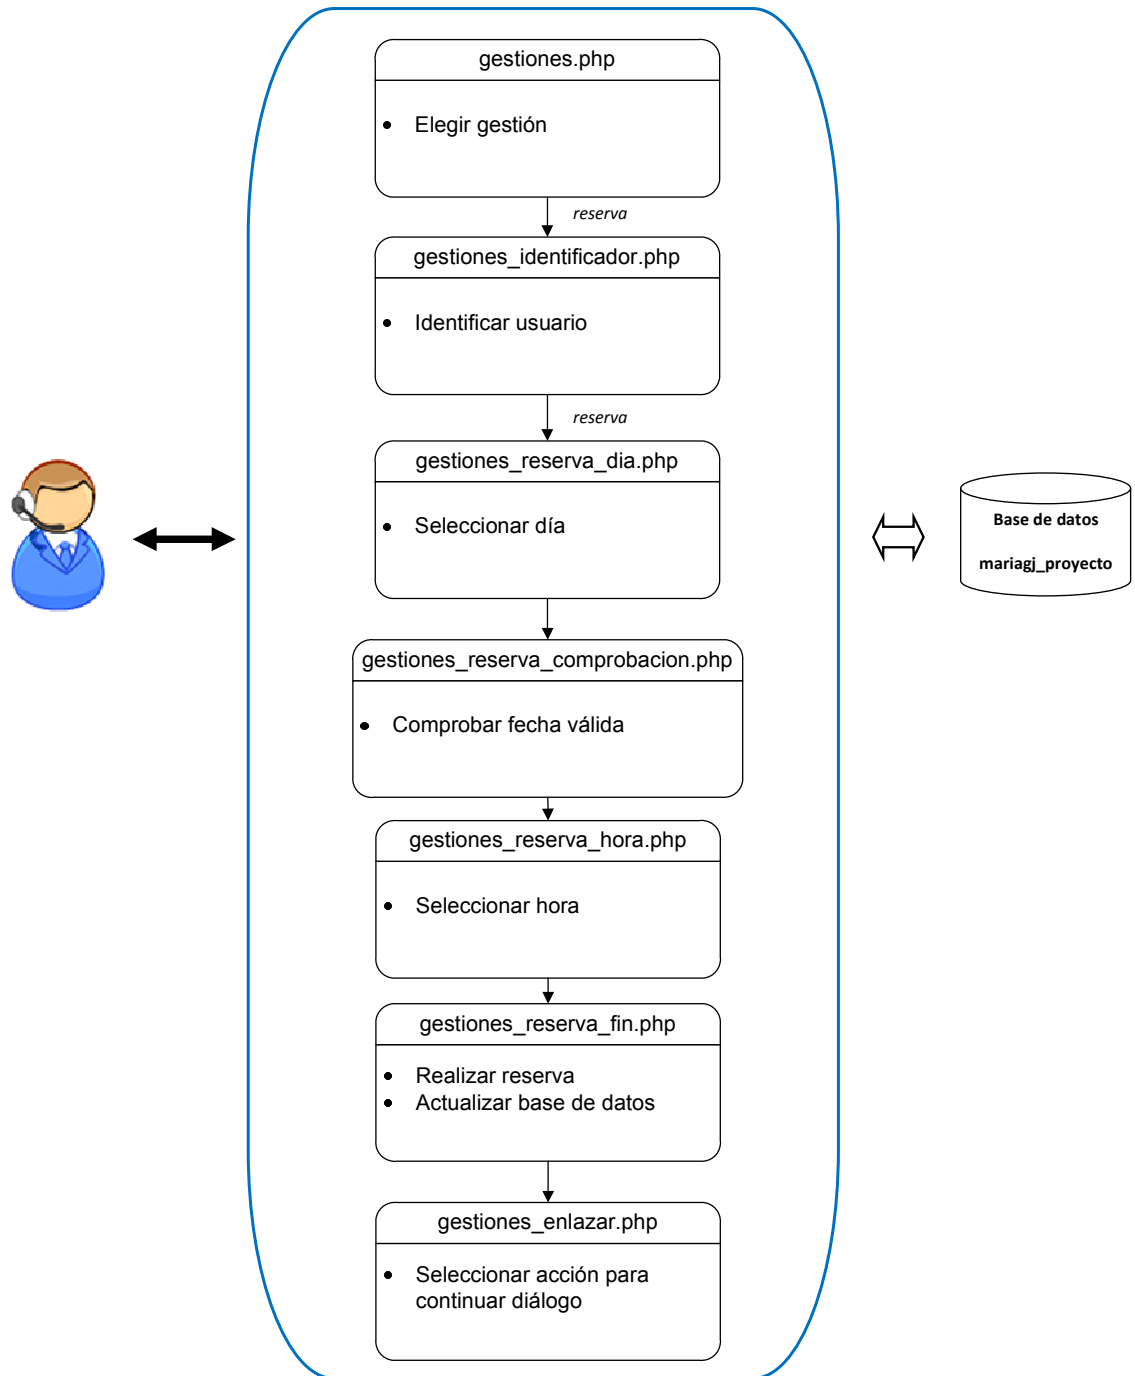 gestiones.php
• Elegir gestión
reserva
gestiones_identificador.php
• Identificar usuario
reserva
gestiones_reserva_dia.php
• Seleccionar día
gestiones_reserva_comprobacion.php
• Comprobar fecha válida
gestiones_reserva_hora.php
• Seleccionar hora
gestiones_reserva_fin.php
• Realizar reserva
• Actualizar base de datos
gestiones_enlazar.php
• Seleccionar acción para
continuar diálogo
Base de datos
mariagj_proyecto